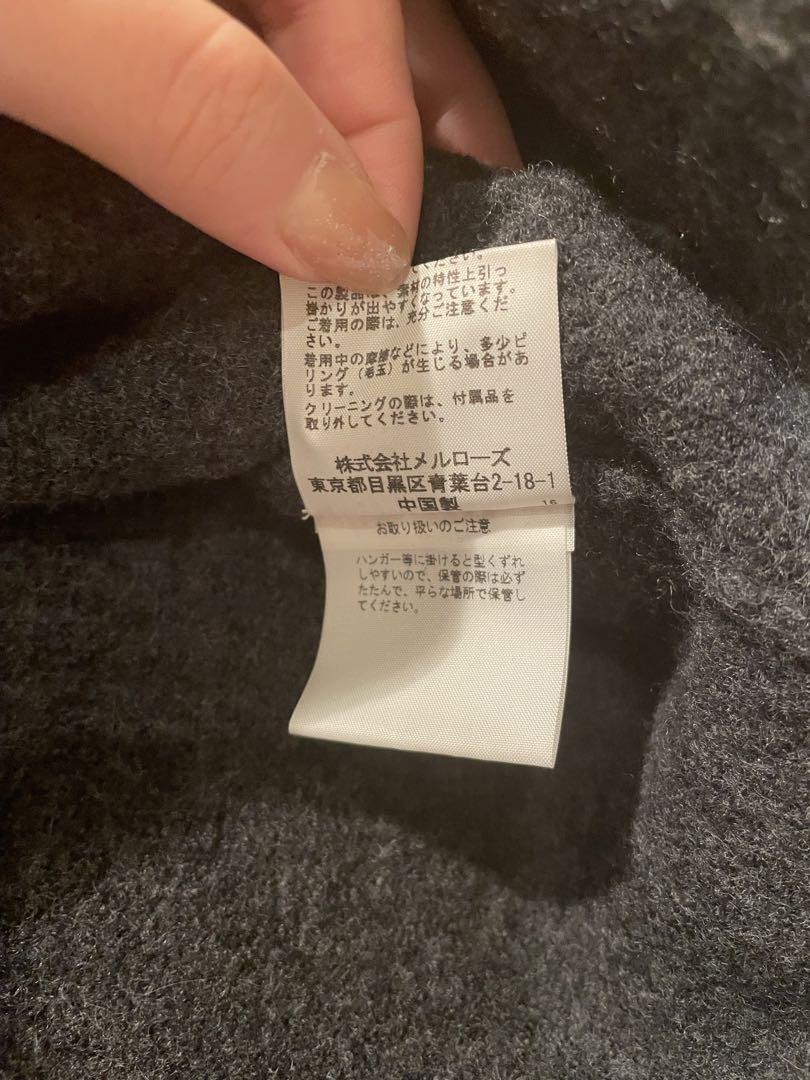 ください。
この製品は、素材の特性上引っ
掛かりが出やすくなっています。
ご着用の際は、充分ご注意くだ
さい。
着用中の摩擦などにより、多少ピ
リング（毛玉）が生じる場合があ
ります。
クリーニングの際は、付属品を
取り外してください。
株式会社メルローズ
東京都目黒区青葉台2-18-1
中国製
16
お取り扱いのご注意
ハンガー等に掛けると型くずれ
しやすいので、保管の際は必ず
たたんで、平らな場所で保管し
てください。